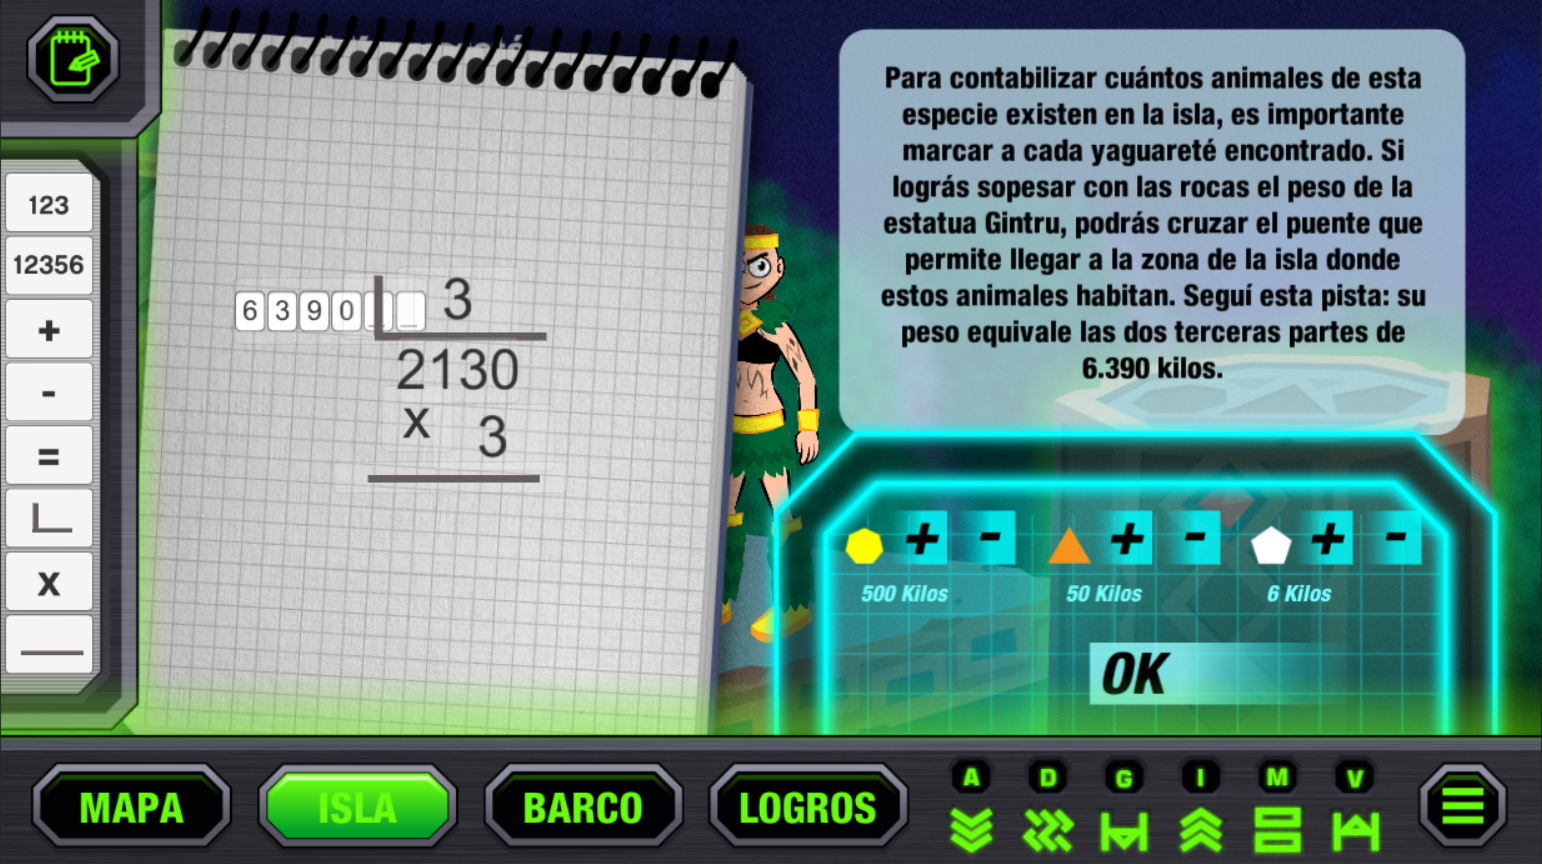 123
12356
+
-
=
x
6390__ 3
2130
x 3
Para contabilizar cuántos animales de esta
especie existen en la isla, es importante
marcar a cada yaguareté encontrado. Si
lográs sopesar con las rocas el peso de la
estatua Gintru, podrás cruzar el puente que
permite llegar a la zona de la isla donde
estos animales habitan. Seguí esta pista: su
peso equivale las dos terceras partes de
6.390 kilos.
+ - + - + -
500 Kilos 50 Kilos 6 Kilos
OK
MAPA ISLA BARCO LOGROS
A D G I M V